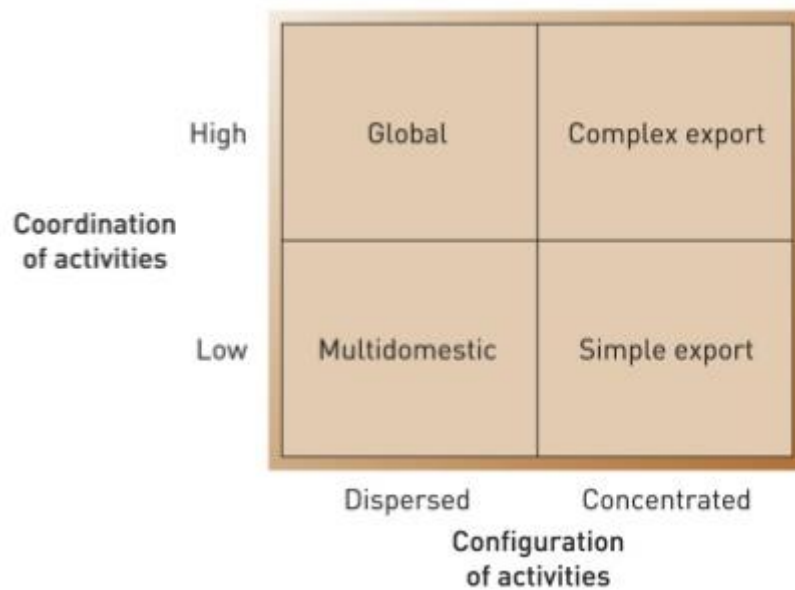 High
Global
Complex export
Coordination
of activities
Low
Multidomestic
Simple export
Dispersed
Concentrated
Configuration
of activities